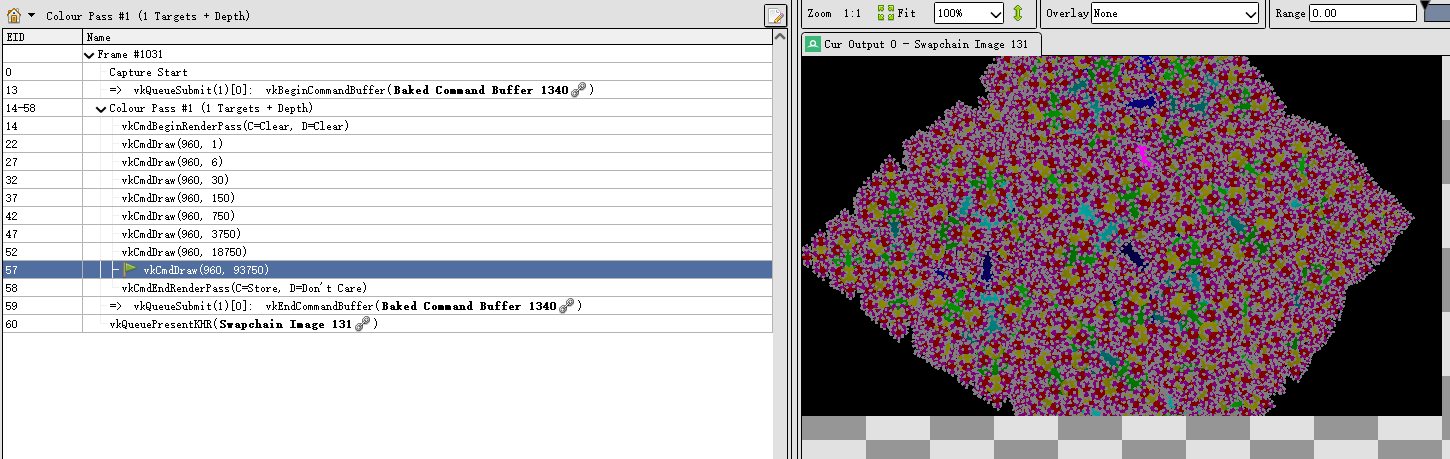 Colour Pass #1 (1 Targets + Depth)
EID Name
Frame #1031
0 Capture Start
13 => vkQueueSubmit(1)[0]: vkBeginCommandBuffer(Baked Command Buffer 1340)
14-58 Colour Pass #1 (1 Targets + Depth)
14 vkCmdBeginRenderPass(C=Clear, D=Clear)
22 vkCmdDraw(960, 1)
27 vkCmdDraw(960, 6)
32 vkCmdDraw(960, 30)
37 vkCmdDraw(960, 150)
42 vkCmdDraw(960, 750)
47 vkCmdDraw(960, 3750)
52 vkCmdDraw(960, 18750)
57 vkCmdDraw(960, 93750)
58 vkCmdEndRenderPass(C=Store, D=Don't Care)
59 => vkQueueSubmit(1)[0]: vkEndCommandBuffer(Baked Command Buffer 1340)
60 vkQueuePresentKHR(Swapchain Image 131)
Zoom 1:1 Fit 100% Overlay None Range 0.00
Cur Output 0 - Swapchain Image 131